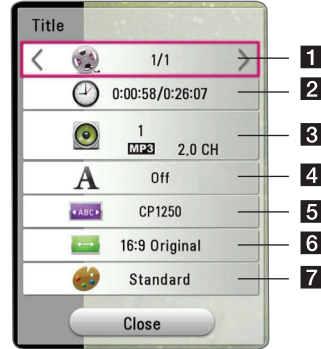 Title
1/1 1
0:00:58/0:26:07 2
1 3
MP3 2,0 CH
A Off 4
ABC CP1250 5
16:9 Original 6
Standard 7
Close